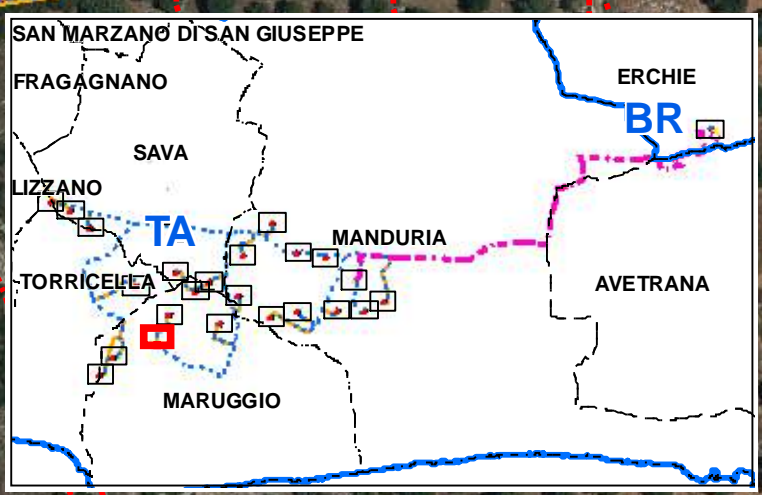 SAN MARZANO DI SAN GIUSEPPE
FRAGAGNANO
ERCHIE
BR
SAVA
LIZZANO
TA
MANDURIA
TORRICELLA
AVETRANA
MARUGGIO